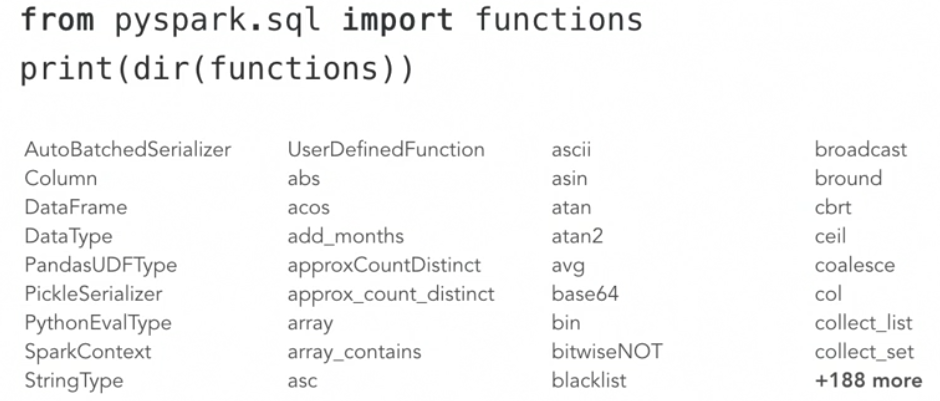 from pyspark.sql import functions
print(dir(functions))
AutoBatchedSerializer UserDefinedFunction ascii broadcast
Column abs asin bround
DataFrame acos atan cbrt
DataType add_months atan2 ceil
PandasUDFType approxCountDistinct avg coalesce
PickleSerializer approx_count_distinct base64 col
PythonEvalType array bin collect_list
SparkContext array_contains bitwiseNOT collect_set
StringType asc blacklist +188 more